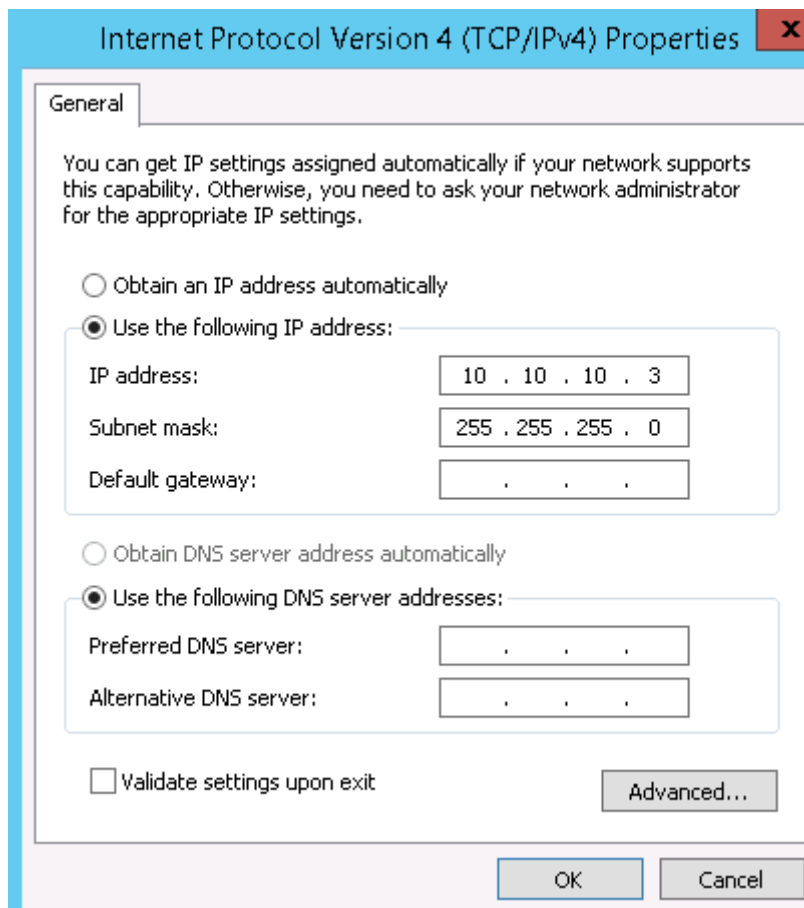 Internet Protocol Version 4 (TCP/IPv4) Properties
x
General
You can get IP settings assigned automatically if your network supports
this capability. Otherwise, you need to ask your network administrator
for the appropriate IP settings.
Obtain an IP address automatically
Use the following IP address:
IP address: 10 . 10 . 10 . 3
Subnet mask: 255 . 255 . 255 . 0
Default gateway: . . .
Obtain DNS server address automatically
Use the following DNS server addresses:
Preferred DNS server: . . .
Alternative DNS server: . . .
Validate settings upon exit
Advanced...
OK Cancel